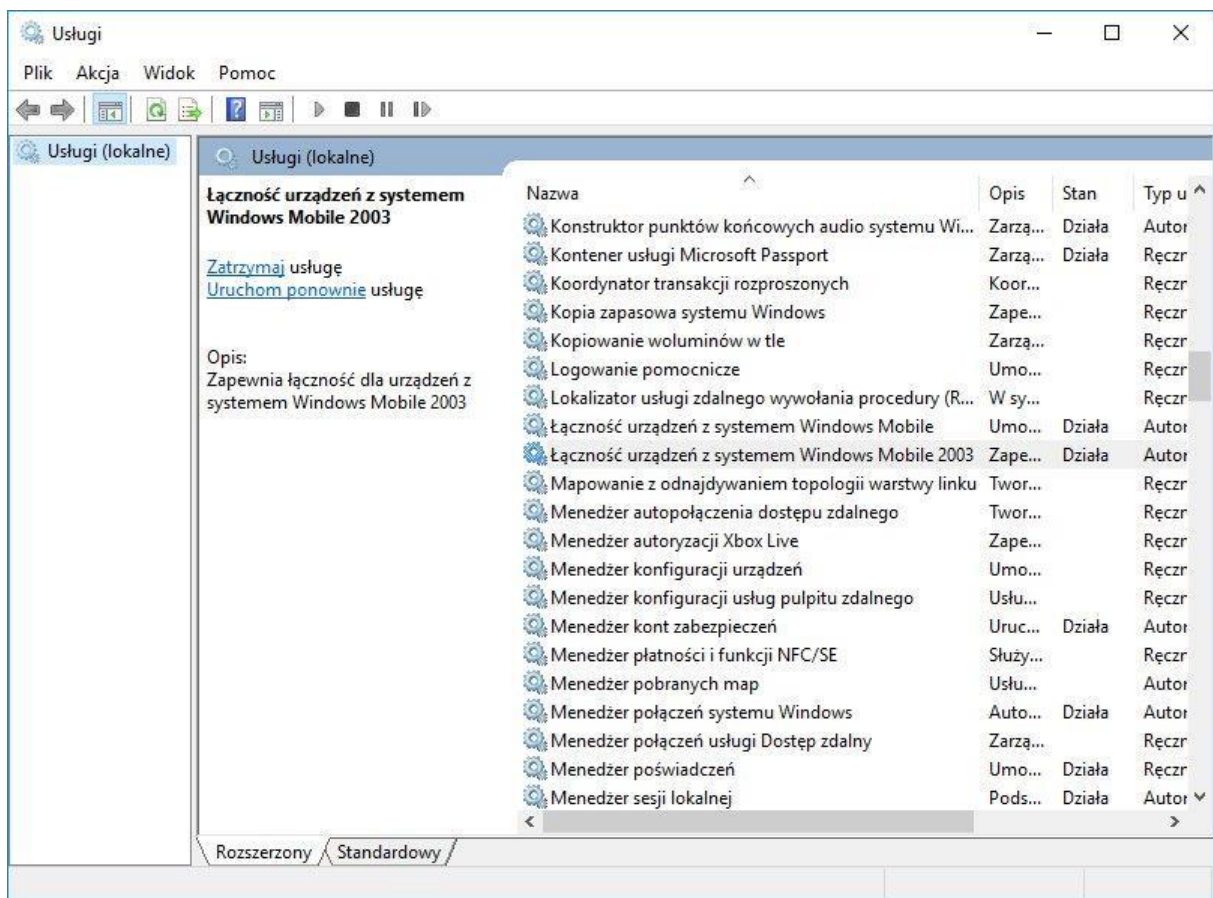 Usługi
Plik Akcja Widok Pomoc
Usługi (lokalne)
Usługi (lokalne)
Łączność urządzeń z systemem
Windows Mobile 2003
Zatrzymaj usługę
Uruchom ponownie usługę
Opis:
Zapewnia łączność dla urządzeń z
systemem Windows Mobile 2003
Nazwa Opis Stan Typ u
Konstruktor punktów końcowych audio systemu Wi... Zarzą... Działa Autor
Kontener usługi Microsoft Passport Zarzą... Działa Ręczr
Koordynator transakcji rozproszonych Koor... Ręczr
Kopia zapasowa systemu Windows Zape... Ręczr
Kopiowanie woluminów w tle Zarzą... Ręczr
Logowanie pomocnicze Umo... Ręczr
Lokalizator usługi zdalnego wywołania procedury (R... W sy... Ręczr
Łączność urządzeń z systemem Windows Mobile Umo... Działa Autor
Łączność urządzeń z systemem Windows Mobile 2003 Zape... Działa Autor
Mapowanie z odnajdywaniem topologii warstwy linku Twor... Ręczr
Menedżer autopołączenia dostępu zdalnego Twor... Ręczr
Menedżer autoryzacji Xbox Live Zape... Ręczr
Menedżer konfiguracji urządzeń Umo... Ręczr
Menedżer konfiguracji usług pulpitu zdalnego Usłu... Ręczr
Menedżer kont zabezpieczeń Uruc... Działa Autor
Menedżer płatności i funkcji NFC/SE Służy... Ręczr
Menedżer pobranych map Usłu... Autor
Menedżer połączeń systemu Windows Auto... Działa Autor
Menedżer połączeń usługi Dostęp zdalny Zarzą... Ręczr
Menedżer poświadczeń Umo... Działa Ręczr
Menedżer sesji lokalnej Pods... Działa Autor
Rozszerzony Standardowy